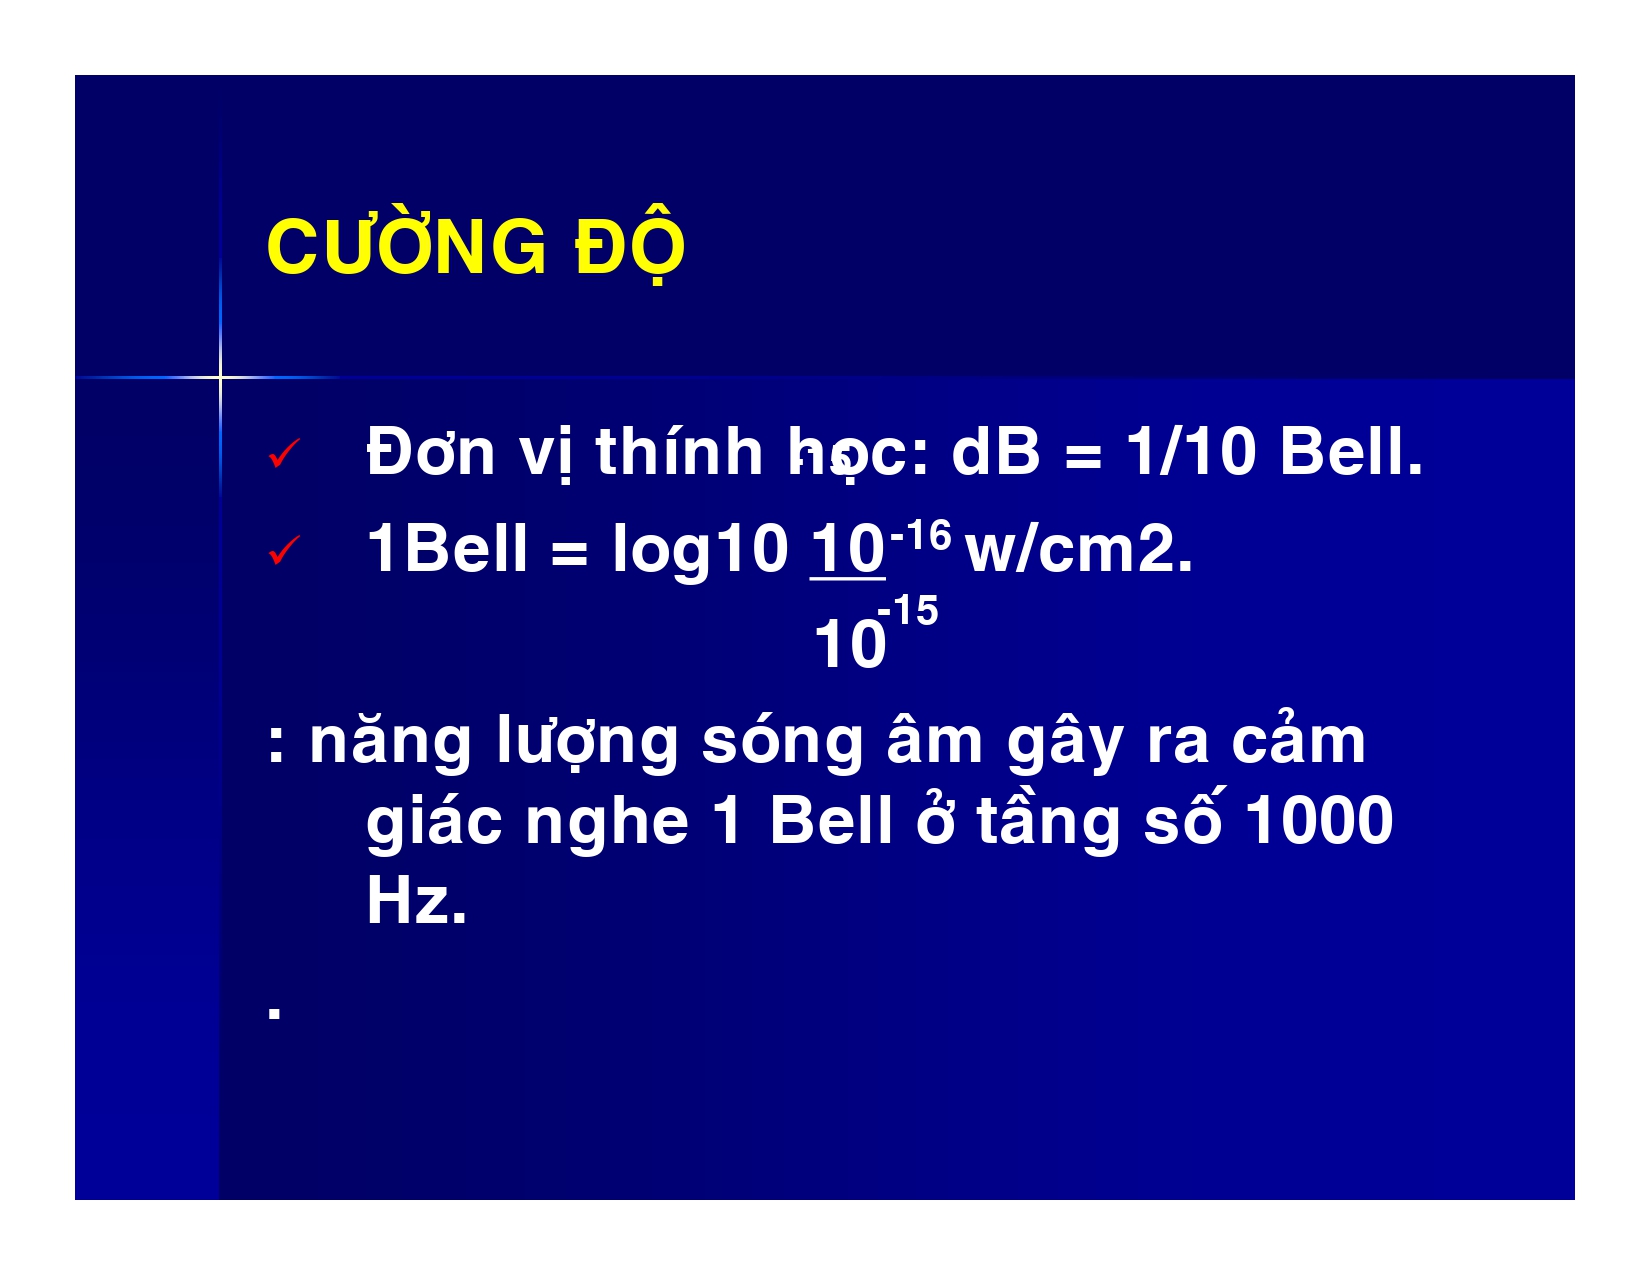 CƯỜNG ĐỘ
Đơn vị thính học: dB = 1/10 Bell.
1Bell = log10 10-16 w/cm2.
-15
10
: năng lượng sóng âm gây ra cảm
giác nghe 1 Bell ở tầng số 1000
Hz.
.